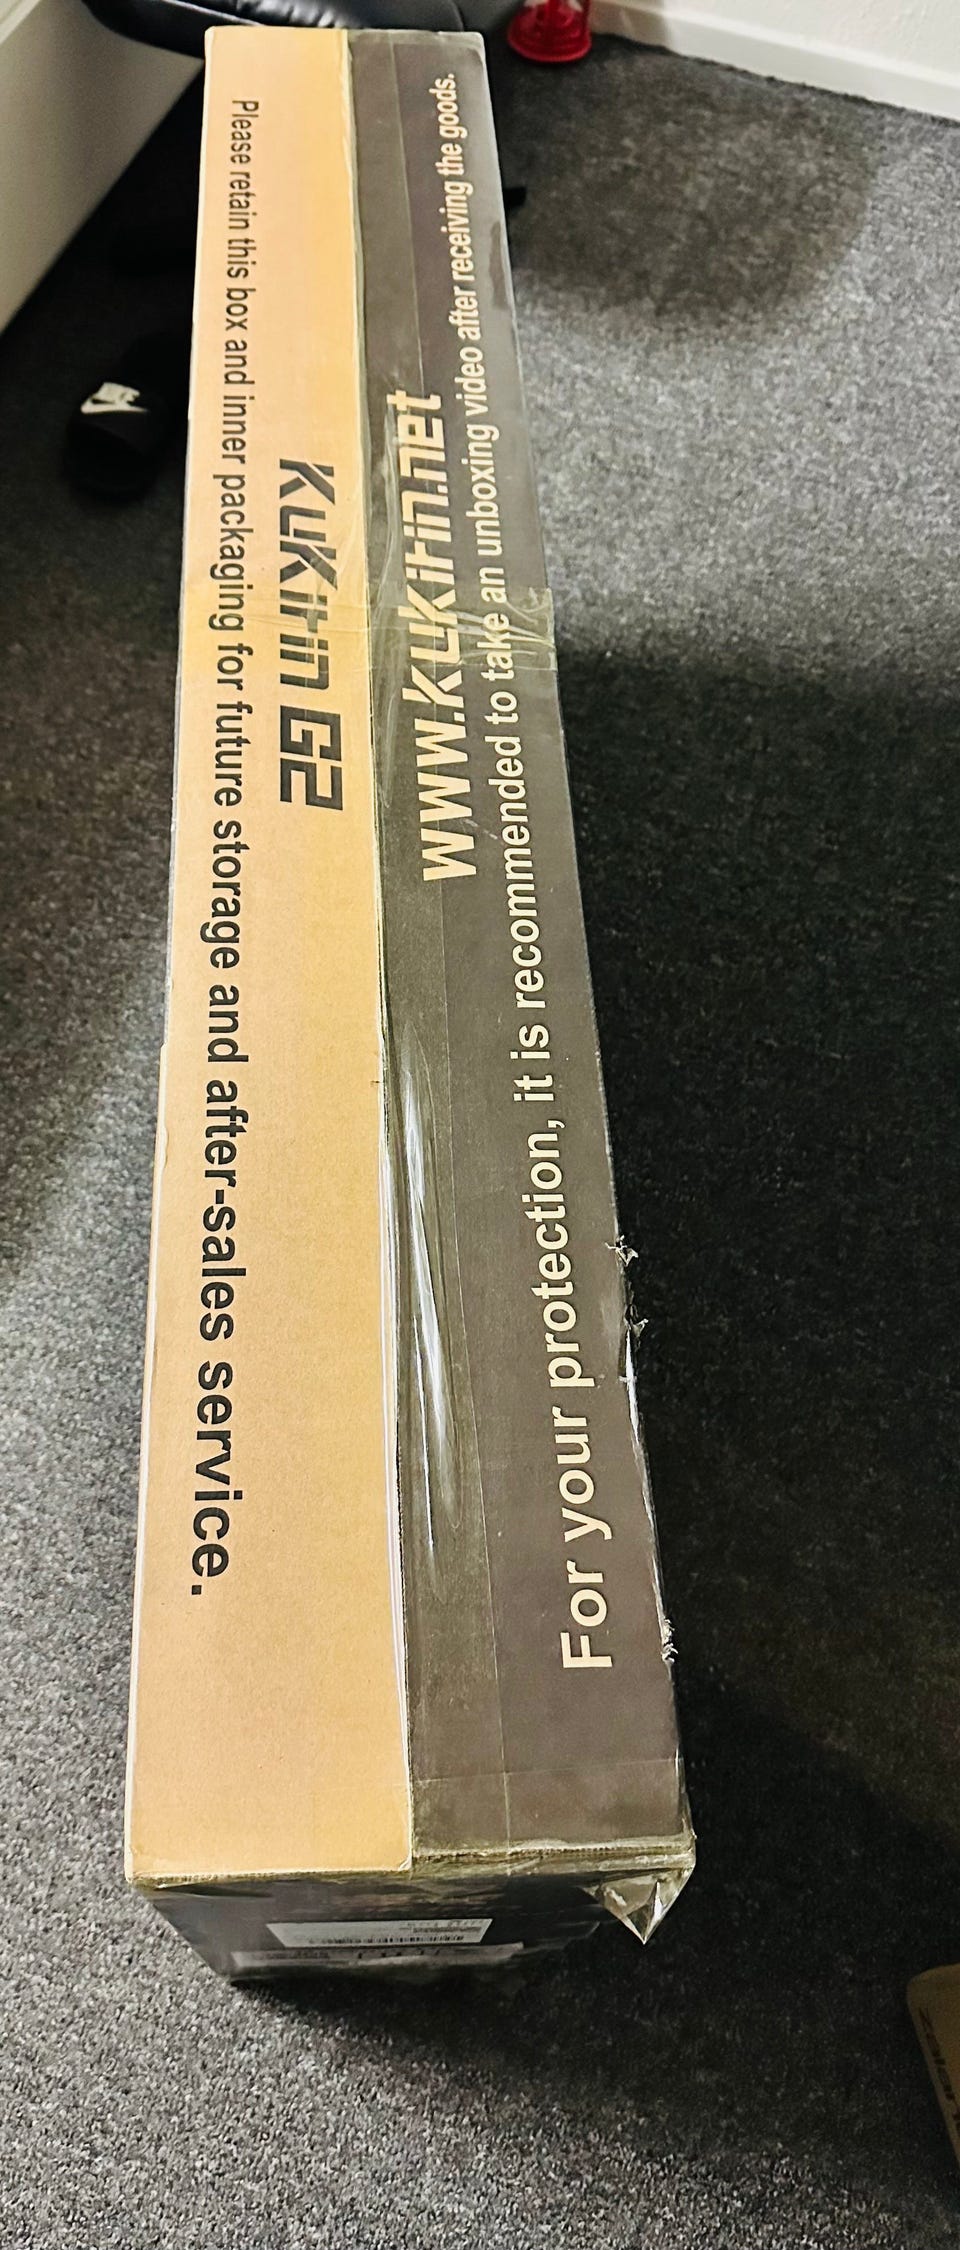 Please retain this box and inner packaging for future storage and after-sales service.
KuKirin G2
www.kukirin.net
For your protection, it is recommended to take an unboxing video after receiving the goods.